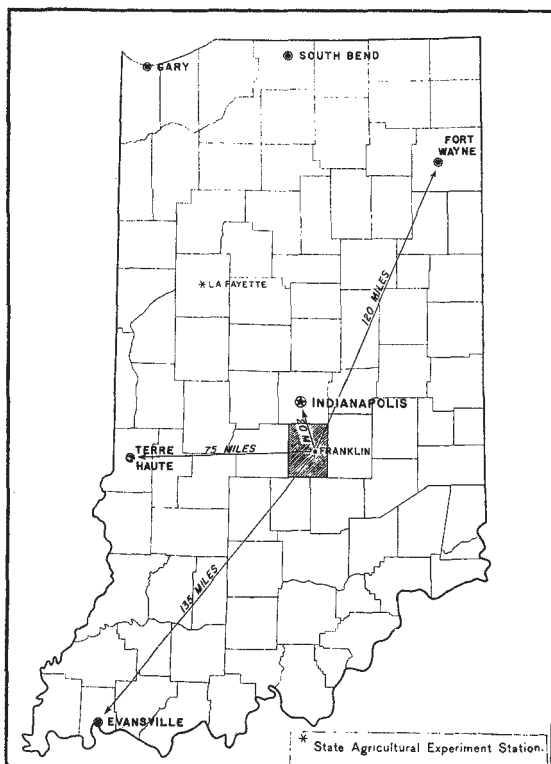 GARY
SOUTH BEND
FORT
WAYNE
* LA FAYETTE
120 MILES
INDIANAPOLIS
20 MI.
TERRE
HAUTE
75 MILES
FRANKLIN
135 MILES
EVANSVILLE
* State Agricultural Experiment Station.